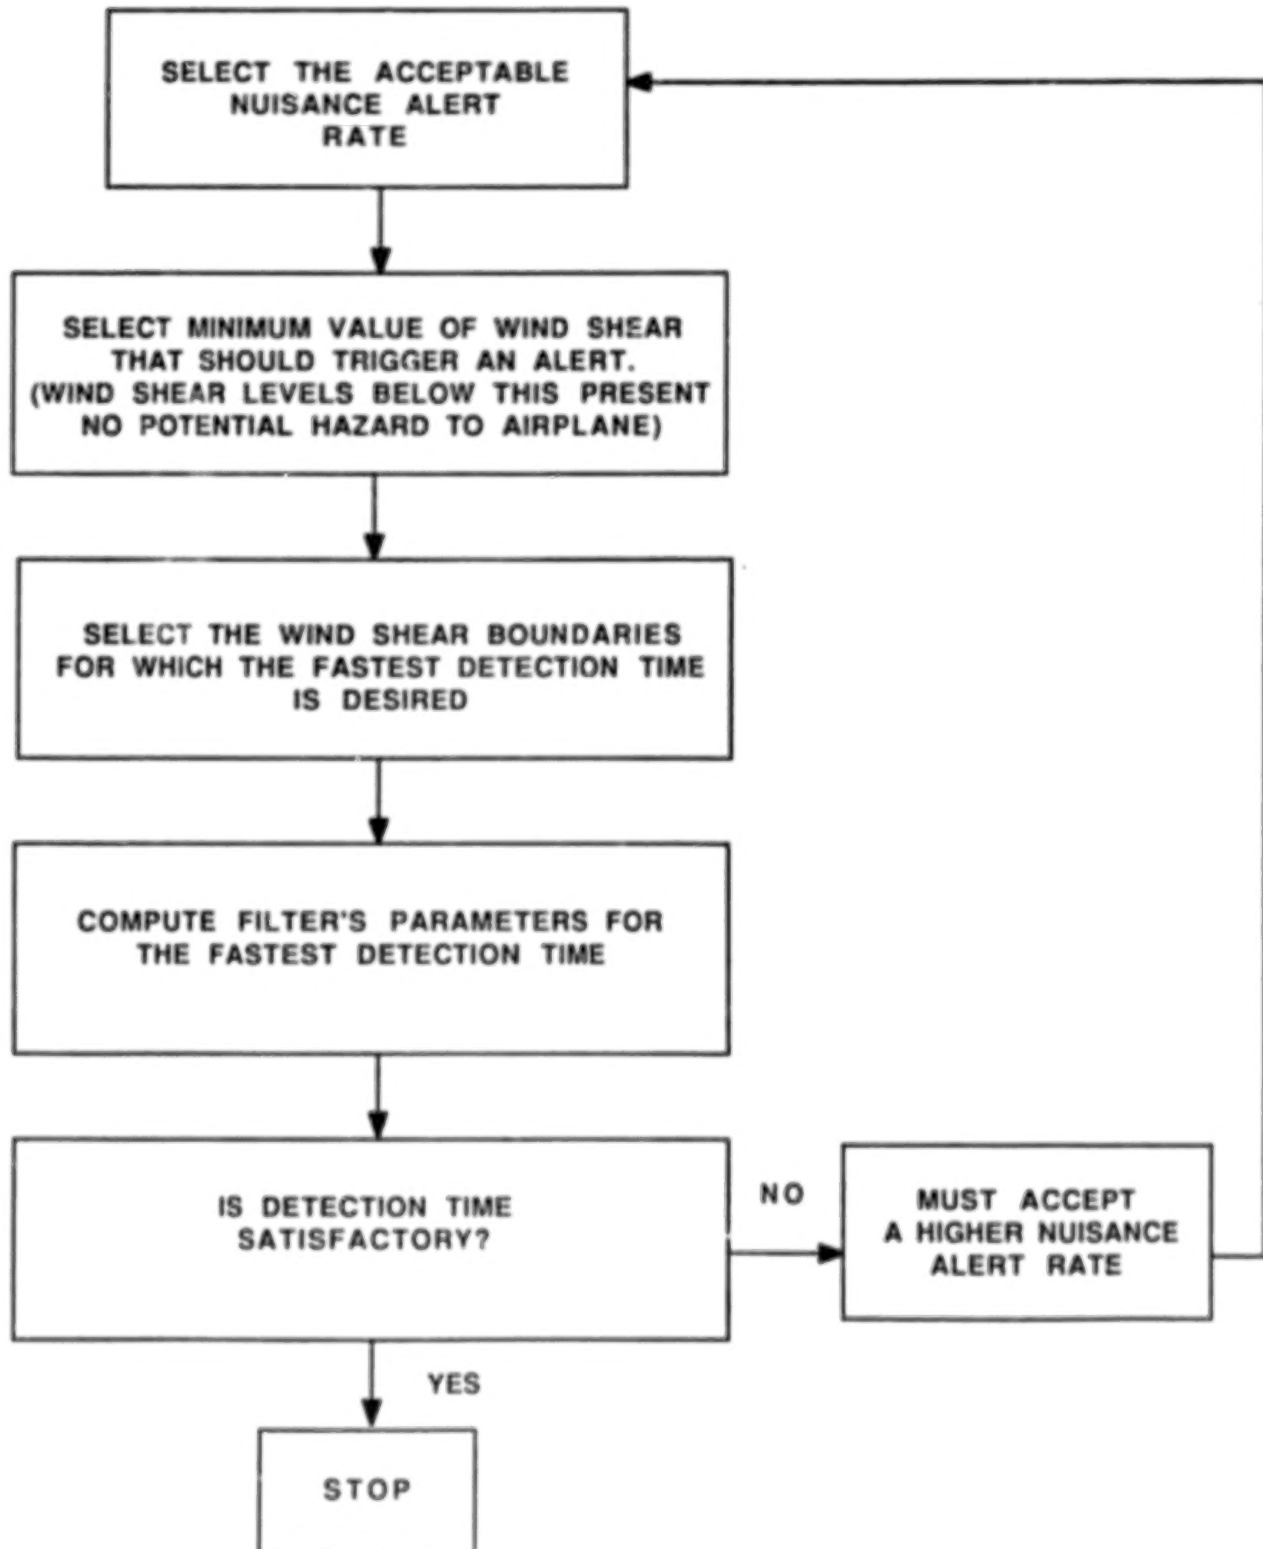 SELECT THE ACCEPTABLE
NUISANCE ALERT
RATE
SELECT MINIMUM VALUE OF WIND SHEAR
THAT SHOULD TRIGGER AN ALERT.
(WIND SHEAR LEVELS BELOW THIS PRESENT
NO POTENTIAL HAZARD TO AIRPLANE)
SELECT THE WIND SHEAR BOUNDARIES
FOR WHICH THE FASTEST DETECTION TIME
IS DESIRED
COMPUTE FILTER'S PARAMETERS FOR
THE FASTEST DETECTION TIME
IS DETECTION TIME
SATISFACTORY?
NO
MUST ACCEPT
A HIGHER NUISANCE
ALERT RATE
YES
STOP